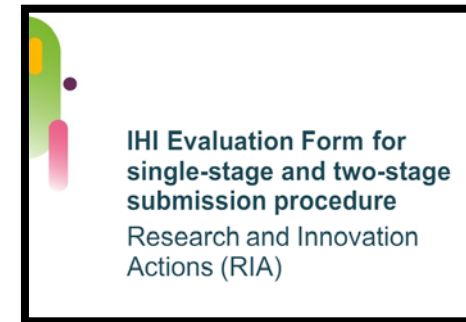 IHI Evaluation Form for
single-stage and two-stage
submission procedure
Research and Innovation
Actions (RIA)